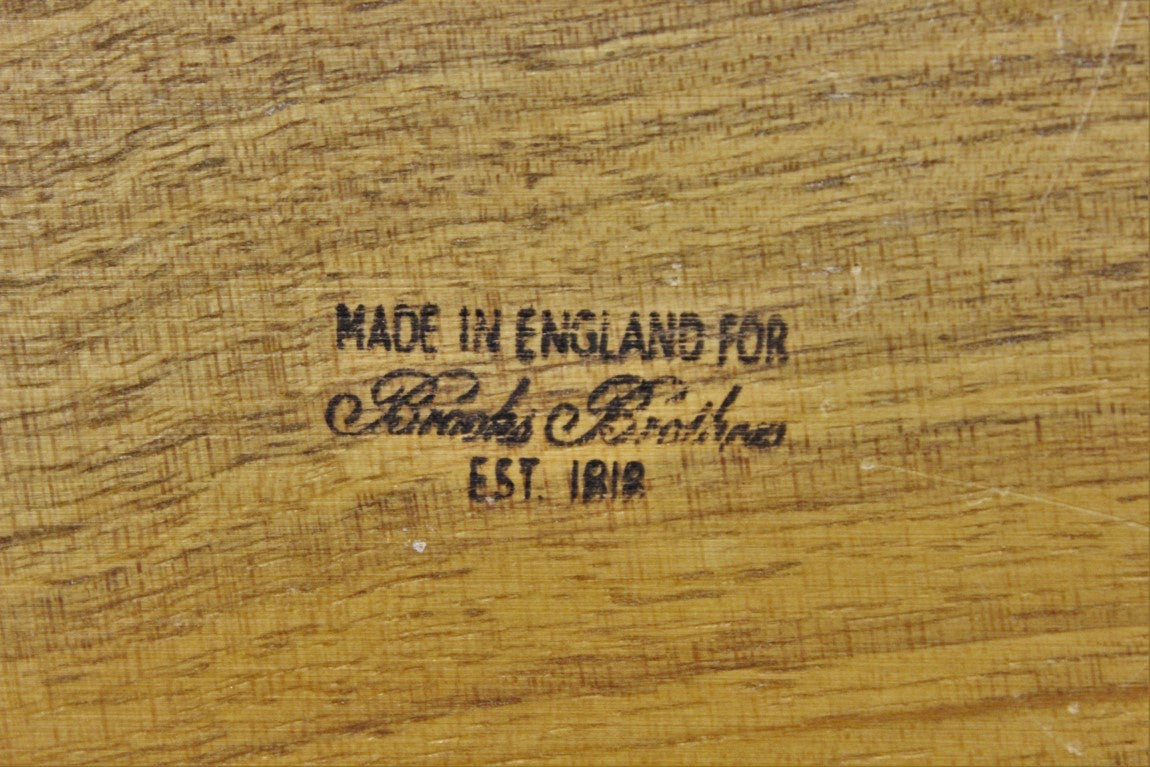 MADE IN ENGLAND FOR
Brooks Brothers
EST. 1818